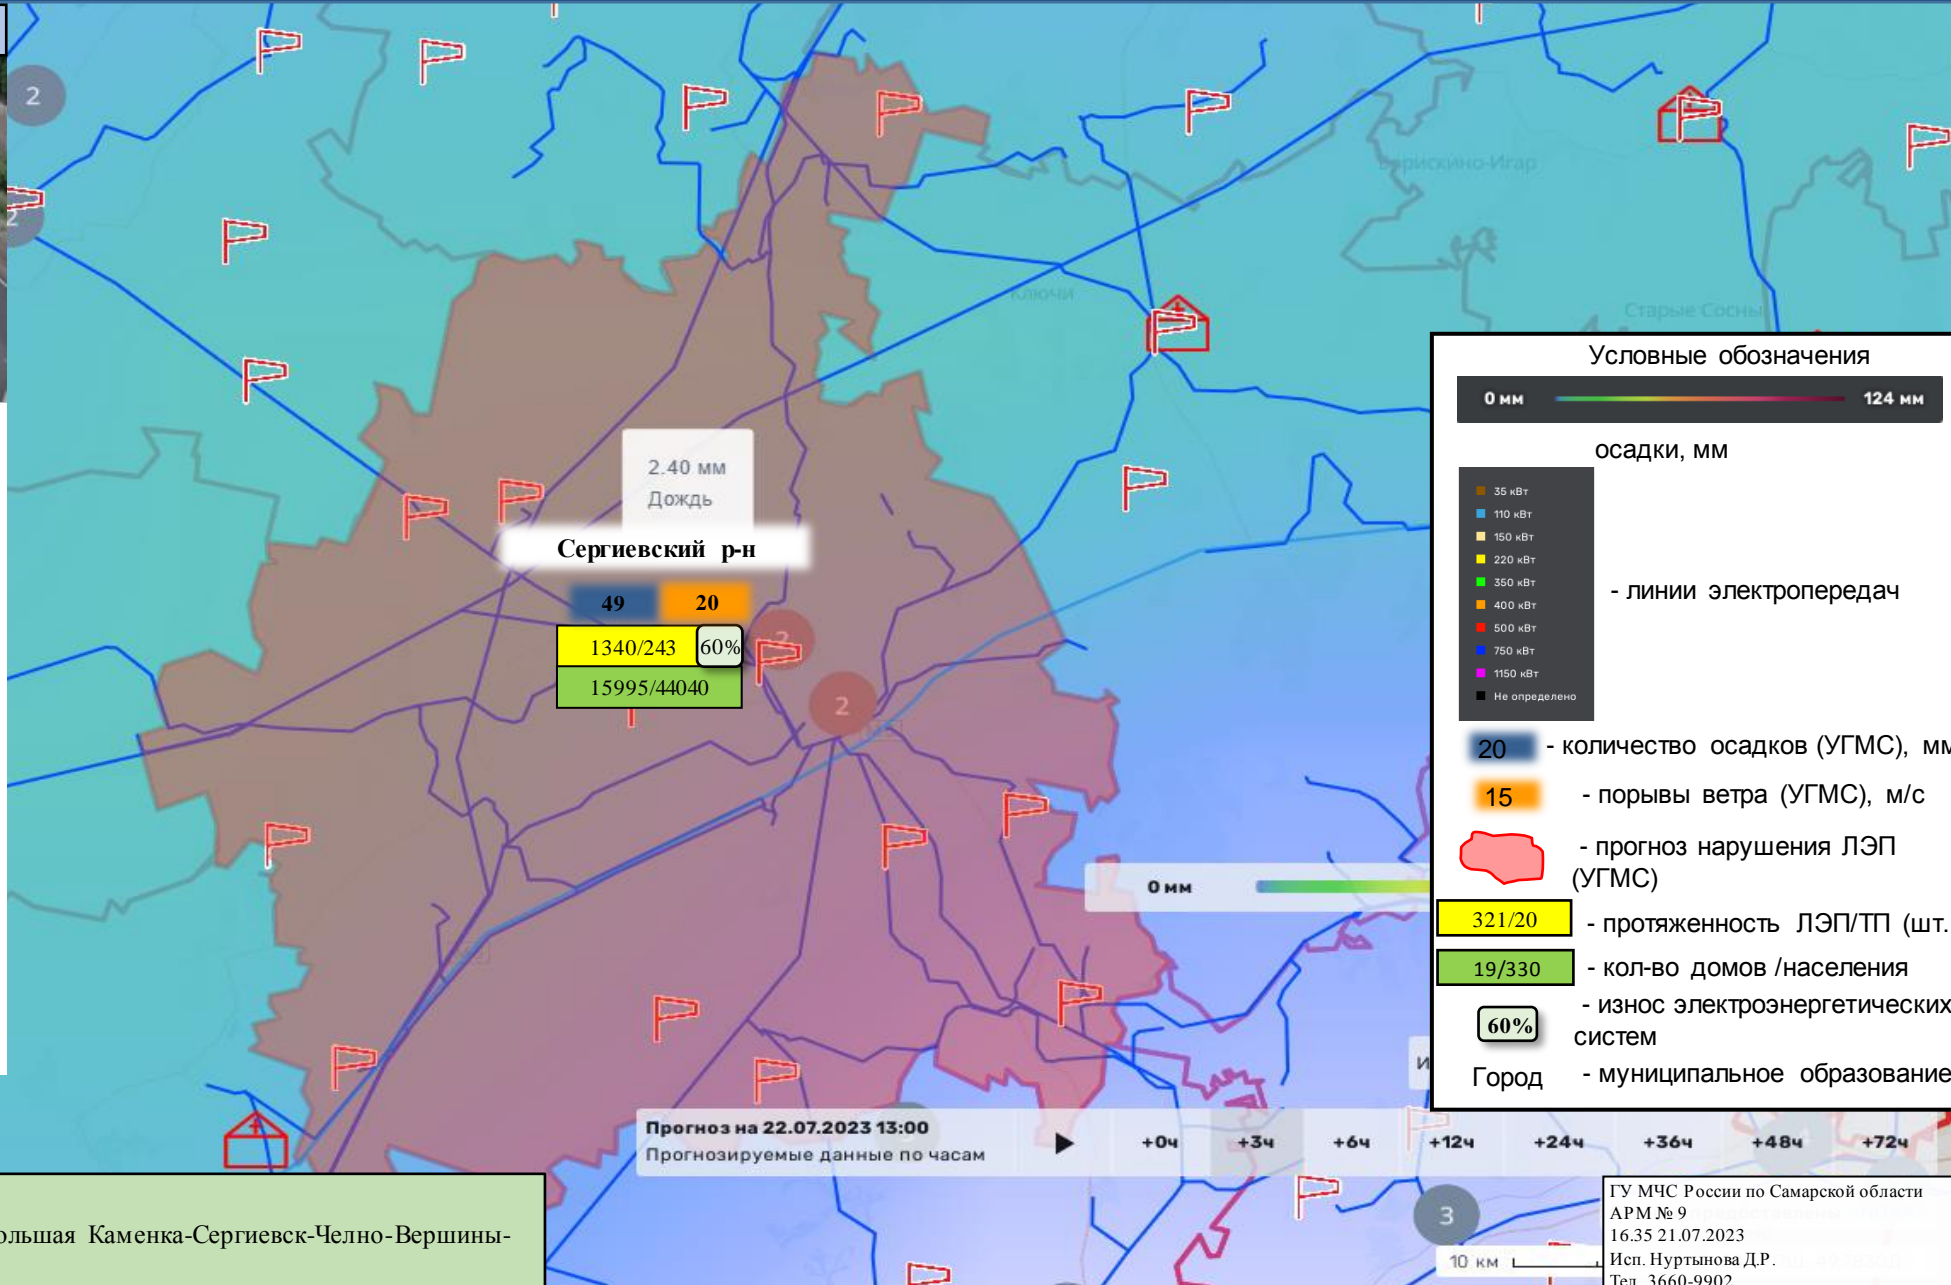 2
2
Борискино-Игар
Ключи
Старые Сосны
2.40 мм
Дождь
Сергиевский р-н
49
20
1340/243
60%
15995/44040
2
2
0 мм
Условные обозначения
0 мм
124 мм
осадки, мм
35 кВт
110 кВт
150 кВт
220 кВт
350 кВт
400 кВт
500 кВт
750 кВт
1150 кВт
Не определено
- линии электропередач
20 - количество осадков (УГМС), мм
15 - порывы ветра (УГМС), м/с
- прогноз нарушения ЛЭП
(УГМС)
321/20 - протяженность ЛЭП/ТП (шт.
19/330 - кол-во домов /населения
60% - износ электроэнергетических
систем
Город - муниципальное образование
Прогноз на 22.07.2023 13:00
Прогнозируемые данные по часам
+0ч +3ч +6ч +12ч +24ч +36ч +48ч +72ч
3
10 км
ГУ МЧС России по Самарской области
АРМ № 9
16.35 21.07.2023
Исп. Нуртынова Д.Р.
Тел. 3660-9902
ольшая Каменка-Сергиевск-Челно-Вершины-